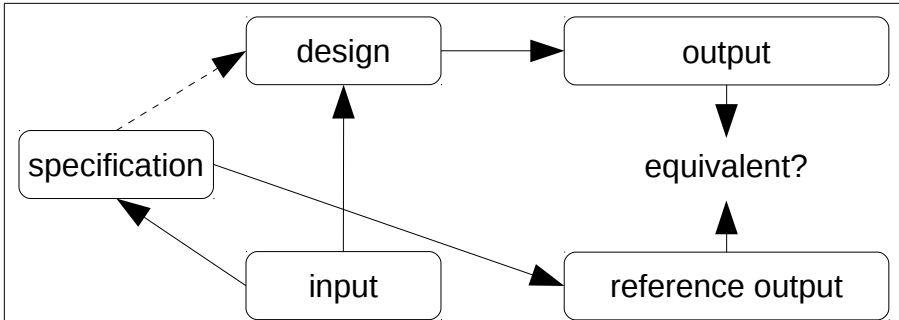 design
output
specification
equivalent?
input
reference output